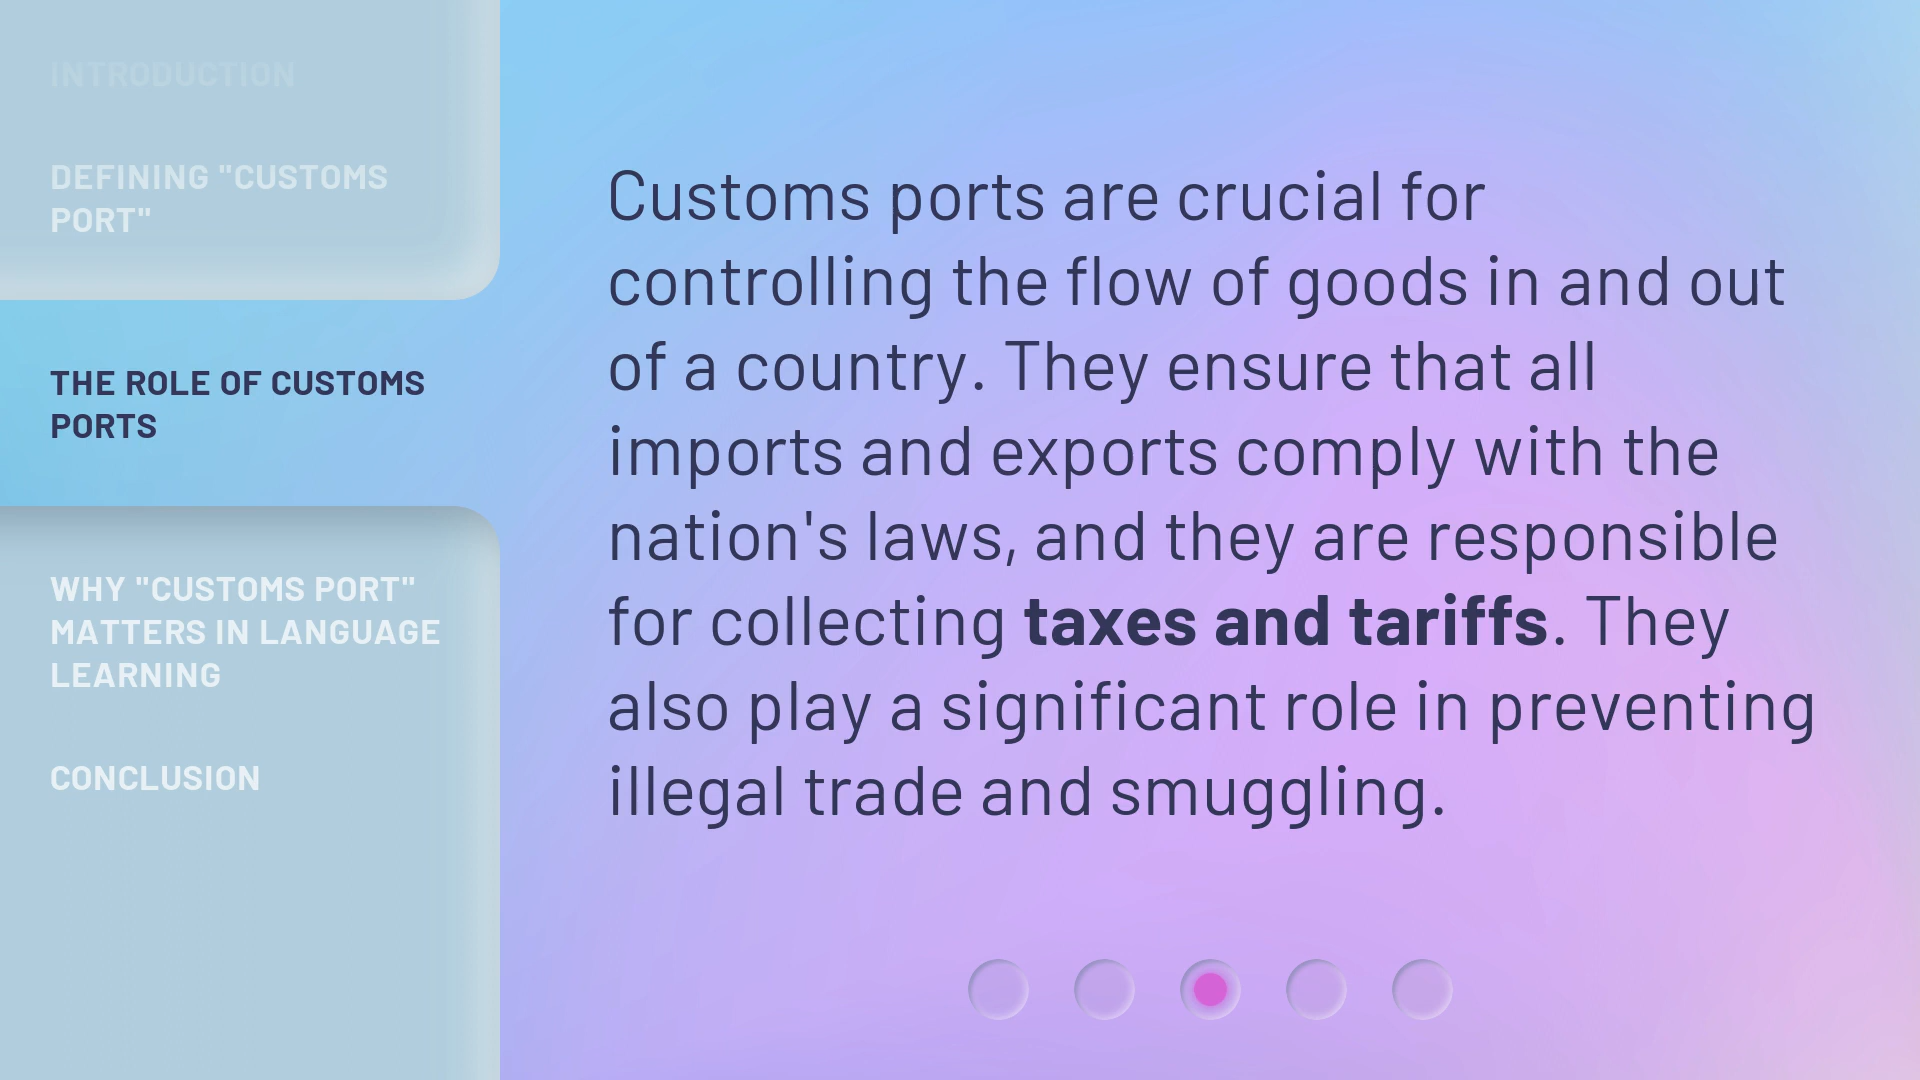 INTRODUCTION
DEFINING "CUSTOMS
PORT"
THE ROLE OF CUSTOMS
PORTS
WHY "CUSTOMS PORT"
MATTERS IN LANGUAGE
LEARNING
CONCLUSION
Customs ports are crucial for
controlling the flow of goods in and out
of a country. They ensure that all
imports and exports comply with the
nation's laws, and they are responsible
for collecting taxes and tariffs. They
also play a significant role in preventing
illegal trade and smuggling.